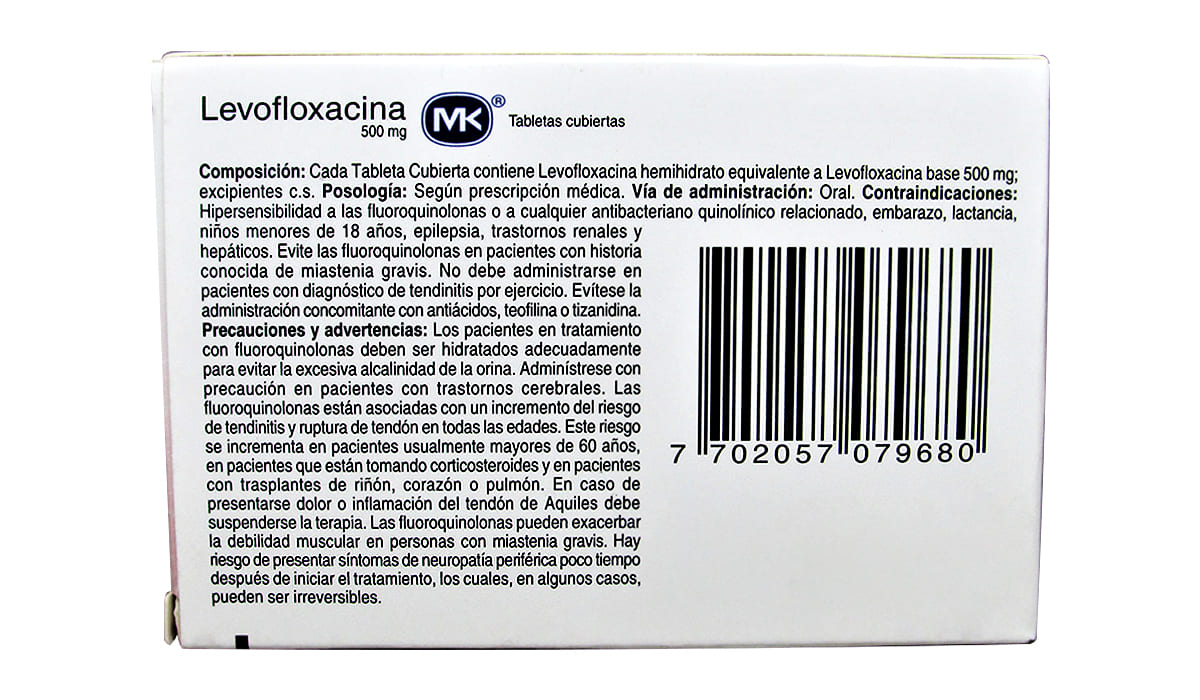 Levofloxacina MK® Tabletas cubiertas
500 mg
Composición: Cada Tableta Cubierta contiene Levofloxacina hemihidrato equivalente a Levofloxacina base 500 mg;
excipientes c.s. Posología: Según prescripción médica. Vía de administración: Oral. Contraindicaciones:
Hipersensibilidad a las fluoroquinolonas o a cualquier antibacteriano quinolínico relacionado, embarazo, lactancia,
niños menores de 18 años, epilepsia, trastornos renales y
hepáticos. Evite las fluoroquinolonas en pacientes con historia
conocida de miastenia gravis. No debe administrarse en
pacientes con diagnóstico de tendinitis por ejercicio. Evítese la
administración concomitante con antiácidos, teofilina o tizanidina.
Precauciones y advertencias: Los pacientes en tratamiento
con fluoroquinolonas deben ser hidratados adecuadamente
para evitar la excesiva alcalinidad de la orina. Adminístrese con
precaución en pacientes con trastornos cerebrales. Las
fluoroquinolonas están asociadas con un incremento del riesgo
de tendinitis y ruptura de tendón en todas las edades. Este riesgo
se incrementa en pacientes usualmente mayores de 60 años,
en pacientes que están tomando corticosteroides y en pacientes
con trasplantes de riñón, corazón o pulmón. En caso de
presentarse dolor o inflamación del tendón de Aquiles debe
suspenderse la terapia. Las fluoroquinolonas pueden exacerbar
la debilidad muscular en personas con miastenia gravis. Hay
riesgo de presentar síntomas de neuropatía periférica poco tiempo
después de iniciar el tratamiento, los cuales, en algunos casos,
pueden ser irreversibles.
7 702057 079680